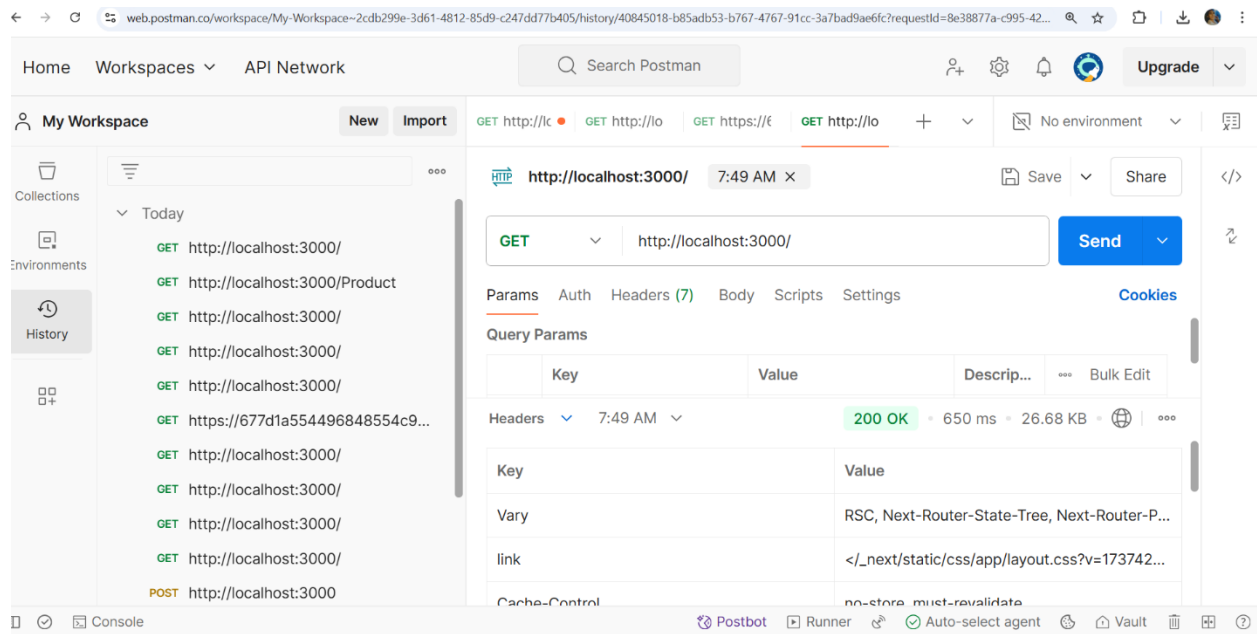 web.postman.co/workspace/My-Workspace~2cdb299e-3d61-4812-85d9-c247dd77b405/history/40845018-b85adb53-b767-4767-91cc-3a7bad9ae6fc?requestId=8e38877a-c995-42...
Home Workspaces API Network Search Postman Upgrade
My Workspace New Import GET http://lc GET http://lo GET https://6 GET http://lo No environment
Collections
Environments
History
Today
GET http://localhost:3000/
GET http://localhost:3000/Product
GET http://localhost:3000/
GET http://localhost:3000/
GET http://localhost:3000/
GET https://677d1a554496848554c9...
GET http://localhost:3000/
GET http://localhost:3000/
GET http://localhost:3000/
GET http://localhost:3000/
POST http://localhost:3000
HTTP http://localhost:3000/ 7:49 AM Save Share
GET http://localhost:3000/ Send
Params Auth Headers (7) Body Scripts Settings Cookies
Query Params
Key Value Descrip... Bulk Edit
Headers 7:49 AM 200 OK 650 ms 26.68 KB
Key Value
Vary RSC, Next-Router-State-Tree, Next-Router-P...
link </_next/static/css/app/layout.css?v=173742...
Cache-Control no-store, must-revalidate
Console Postbot Runner Auto-select agent Vault